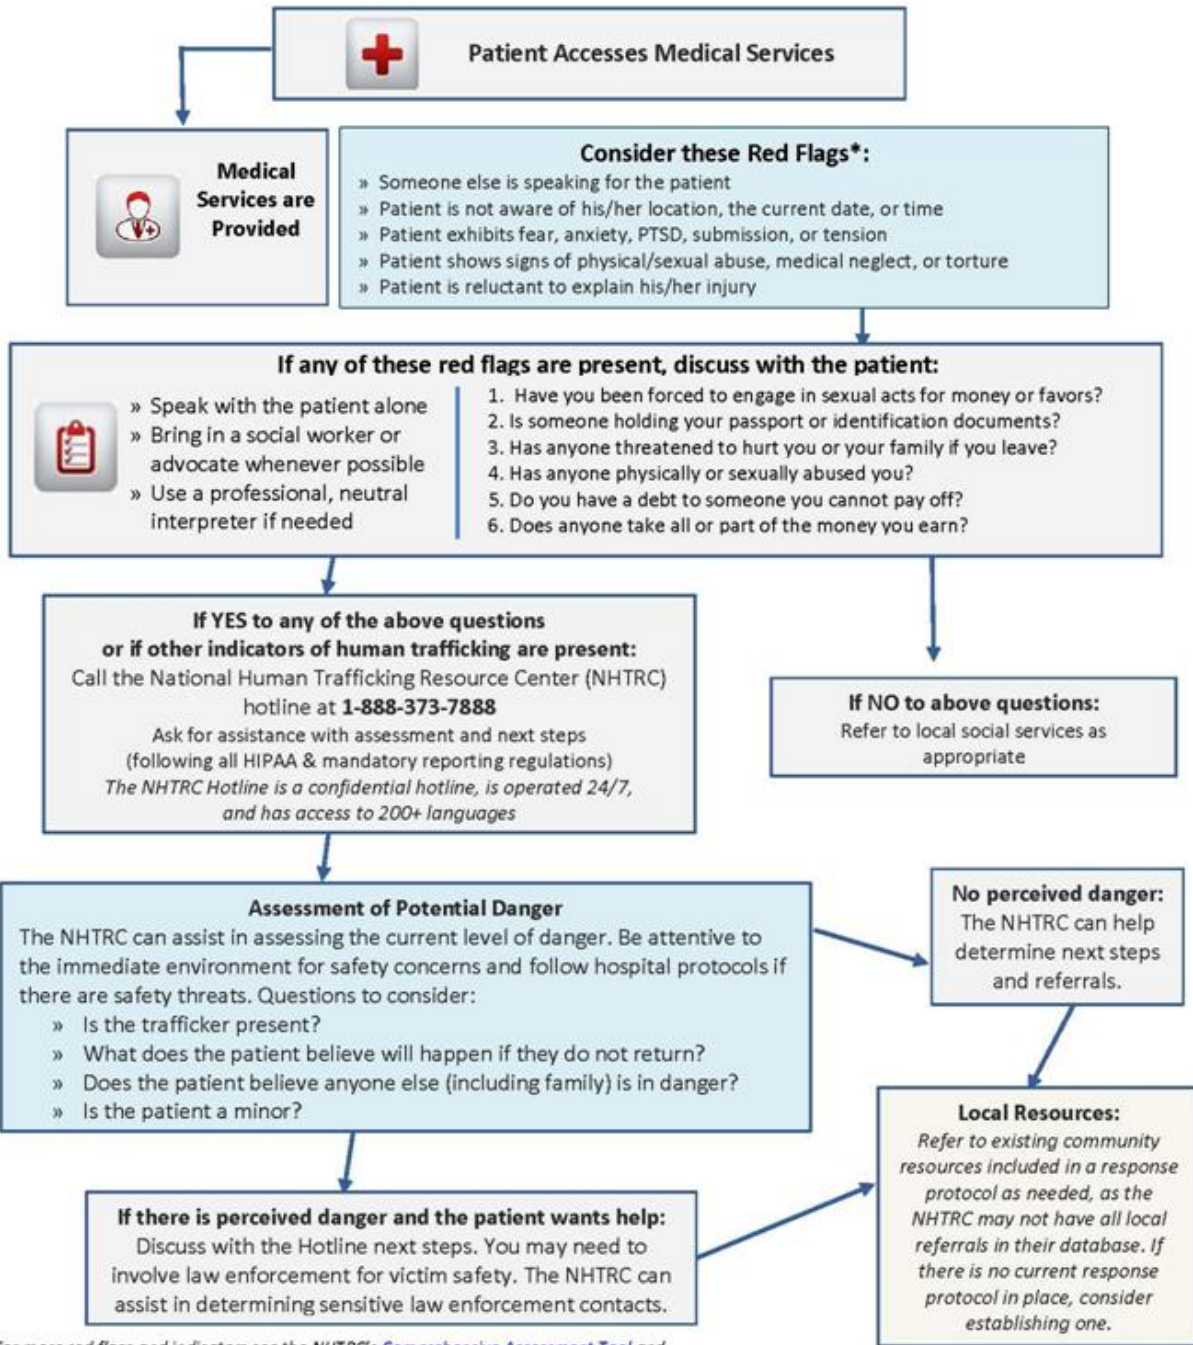 Patient Accesses Medical Services
Medical
Services are
Provided
Consider these Red Flags*:
» Someone else is speaking for the patient
» Patient is not aware of his/her location, the current date, or time
» Patient exhibits fear, anxiety, PTSD, submission, or tension
» Patient shows signs of physical/sexual abuse, medical neglect, or torture
» Patient is reluctant to explain his/her injury
If any of these red flags are present, discuss with the patient:
» Speak with the patient alone
» Bring in a social worker or
advocate whenever possible
» Use a professional, neutral
interpreter if needed
1. Have you been forced to engage in sexual acts for money or favors?
2. Is someone holding your passport or identification documents?
3. Has anyone threatened to hurt you or your family if you leave?
4. Has anyone physically or sexually abused you?
5. Do you have a debt to someone you cannot pay off?
6. Does anyone take all or part of the money you earn?
If YES to any of the above questions
or if other indicators of human trafficking are present:
Call the National Human Trafficking Resource Center (NHTRC)
hotline at 1-888-373-7888
Ask for assistance with assessment and next steps
(following all HIPAA & mandatory reporting regulations)
The NHTRC Hotline is a confidential hotline, is operated 24/7,
and has access to 200+ languages
If NO to above questions:
Refer to local social services as
appropriate
Assessment of Potential Danger
The NHTRC can assist in assessing the current level of danger. Be attentive to
the immediate environment for safety concerns and follow hospital protocols if
there are safety threats. Questions to consider:
» Is the trafficker present?
» What does the patient believe will happen if they do not return?
» Does the patient believe anyone else (including family) is in danger?
» Is the patient a minor?
No perceived danger:
The NHTRC can help
determine next steps
and referrals.
If there is perceived danger and the patient wants help:
Discuss with the Hotline next steps. You may need to
involve law enforcement for victim safety. The NHTRC can
assist in determining sensitive law enforcement contacts.
Local Resources:
Refer to existing community
resources included in a response
protocol as needed, as the
NHTRC may not have all local
referrals in their database. If
there is no current response
protocol in place, consider
establishing one.
more red flags and indicators see the NHTRC's Comprehensive Assessment Tool and